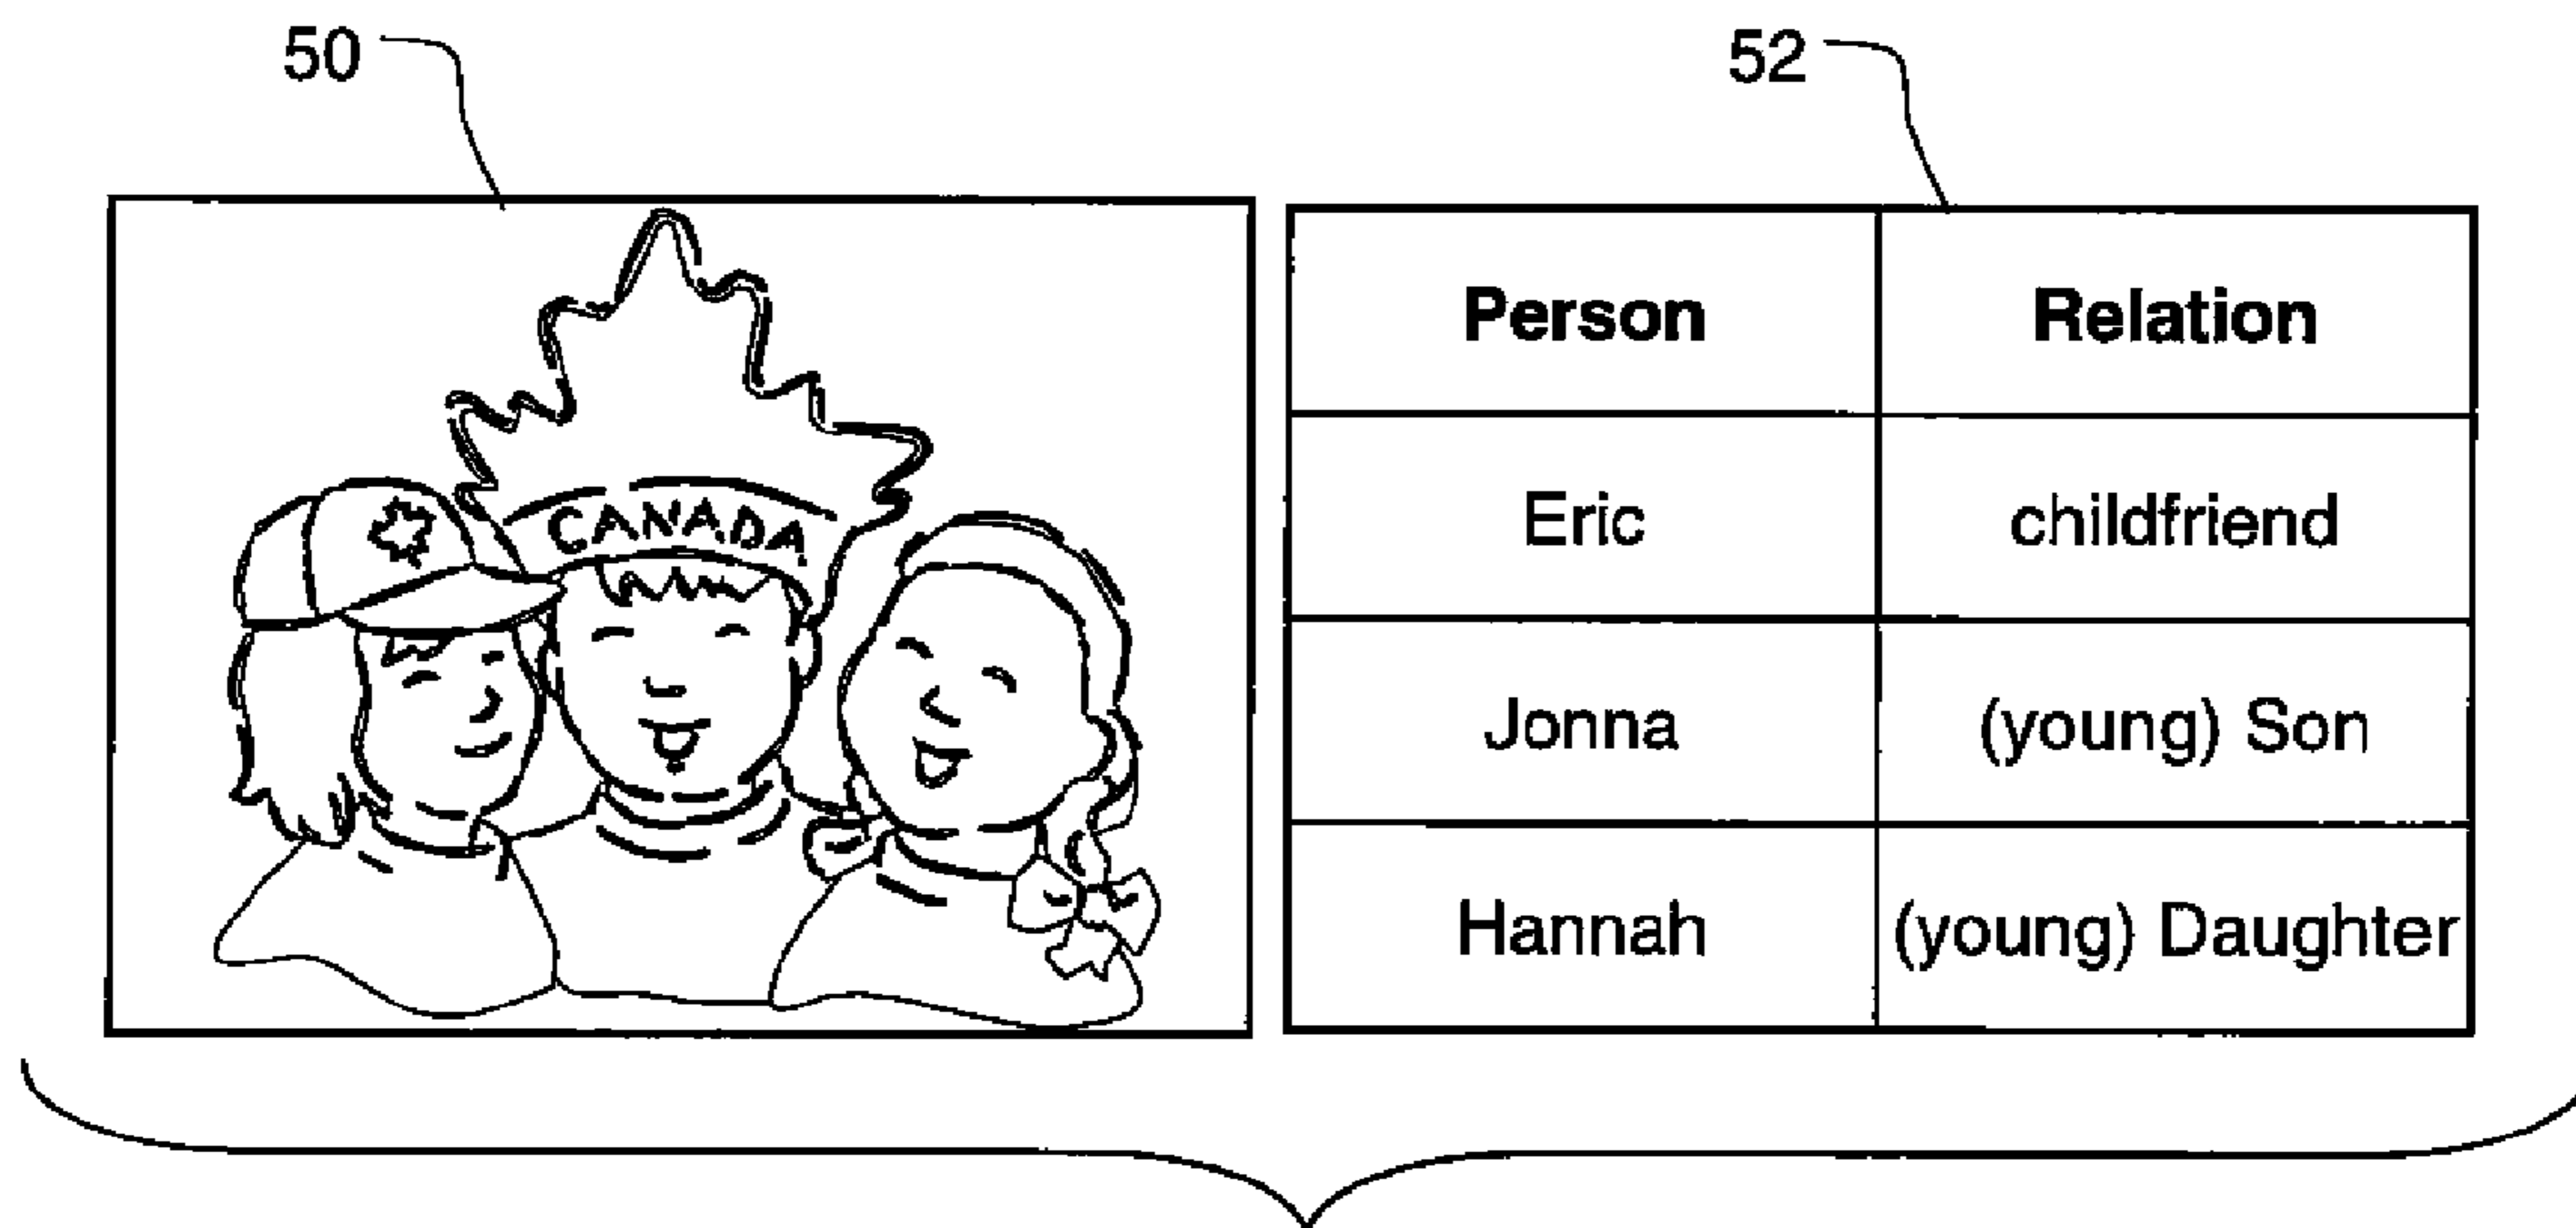 50
52
CANADA
Person Relation
Eric childfriend
Jonna (young) Son
Hannah (young) Daughter